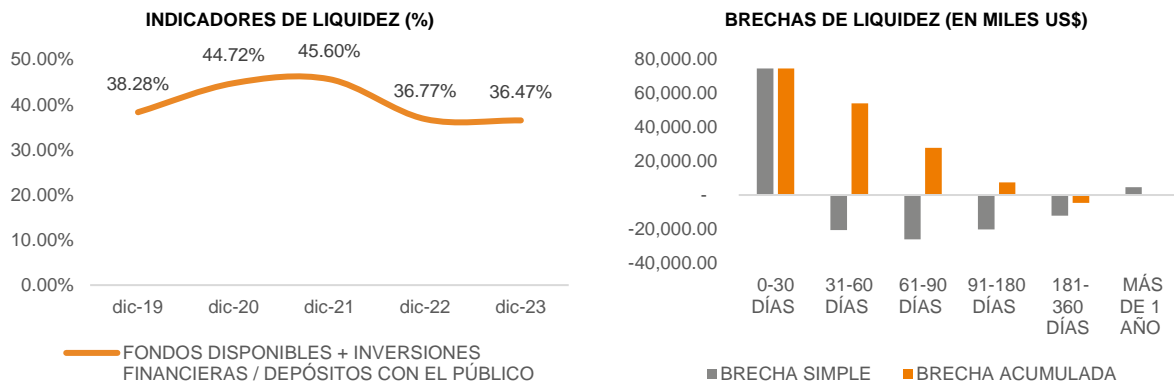 INDICADORES DE LIQUIDEZ (%)
50.00%
40.00%
30.00%
20.00%
10.00%
0.00%
38.28%
44.72%
45.60%
36.77%
36.47%
dic-19
dic-20
dic-21
dic-22
dic-23
FONDOS DISPONIBLES + INVERSIONES
FINANCIERAS / DEPÓSITOS CON EL PÚBLICO
BRECHAS DE LIQUIDEZ (EN MILES US$)
80,000.00
60,000.00
40,000.00
20,000.00
-
-20,000.00
-40,000.00
0-30
DÍAS
31-60
DÍAS
61-90
DÍAS
91-180
DÍAS
181-
360
DÍAS
MÁS
DE 1
AÑO
BRECHA SIMPLE
BRECHA ACUMULADA